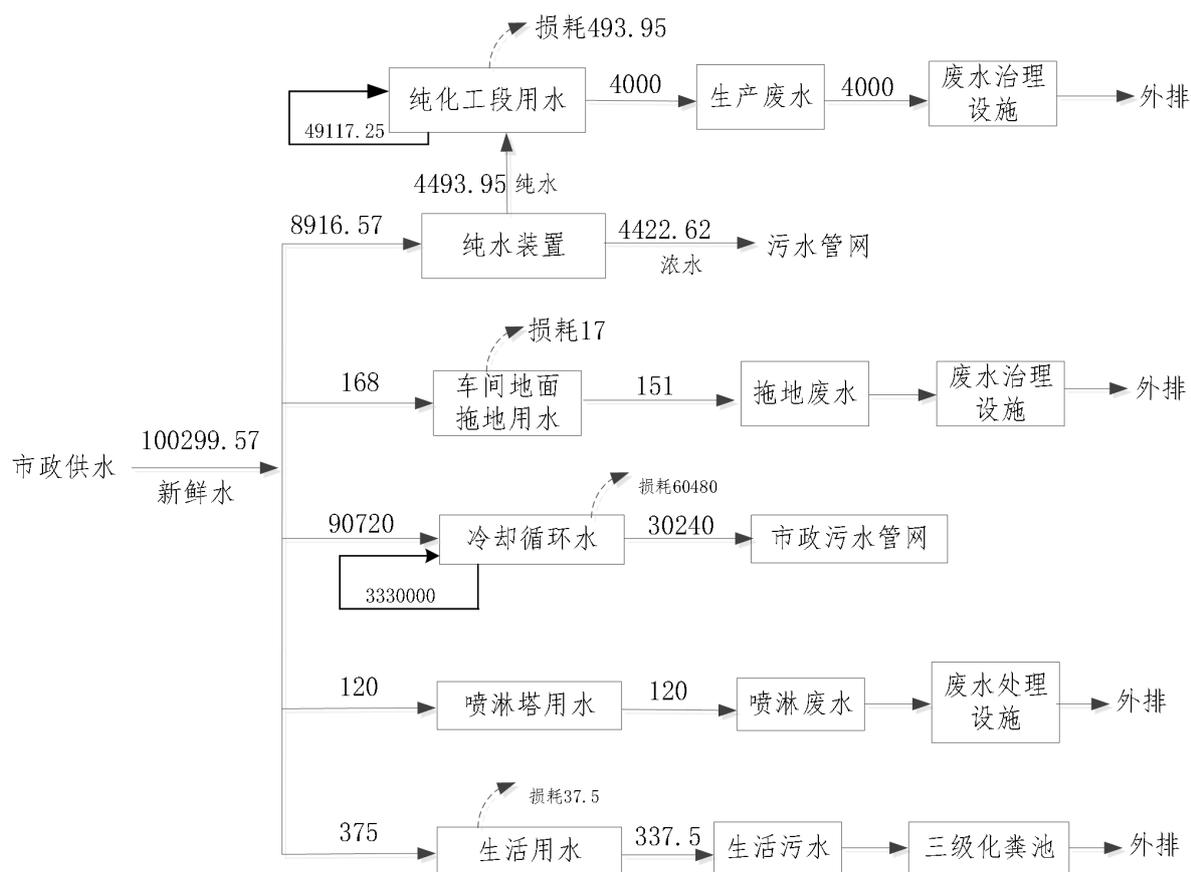 损耗493.95
纯化工段用水
4000
生产废水
4000
废水治理
设施
外排
49117.25
4493.95
纯水
8916.57
纯水装置
4422.62
浓水
污水管网
损耗17
168
车间地面
拖地用水
151
拖地废水
废水治理
设施
外排
市政供水
100299.57
新鲜水
损耗60480
90720
冷却循环水
30240
市政污水管网
3330000
120
喷淋塔用水
120
喷淋废水
废水处理
设施
外排
损耗37.5
375
生活用水
337.5
生活污水
三级化粪池
外排